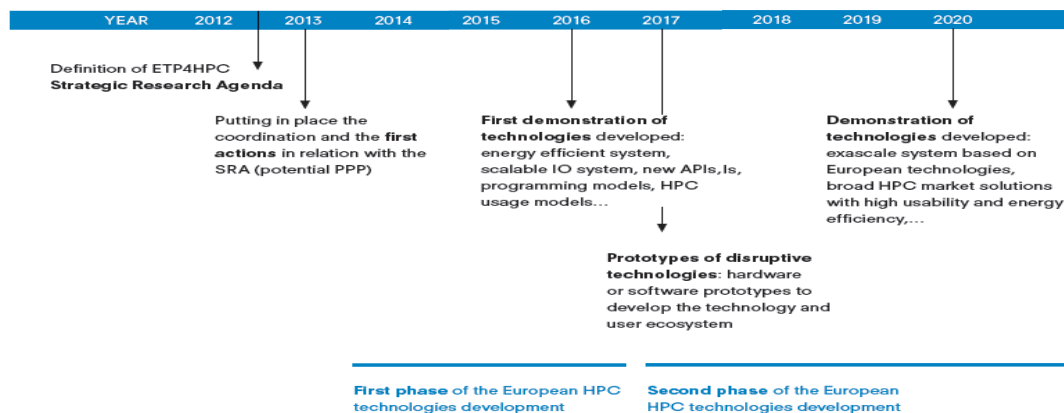 YEAR 2012 2013 2014 2015 2016 2017 2018 2019 2020
Definition of ETP4HPC
Strategic Research Agenda
Putting in place the
coordination and the first
actions in relation with the
SRA (potential PPP)
First demonstration of
technologies developed:
energy efficient system,
scalable IO system, new APIs,Is,
programming models, HPC
usage models...
Prototypes of disruptive
technologies: hardware
or software prototypes to
develop the technology and
user ecosystem
Demonstration of
technologies developed:
exascale system based on
European technologies,
broad HPC market solutions
with high usability and energy
efficiency,...
First phase of the European HPC
technologies development
Second phase of the European
HPC technologies development